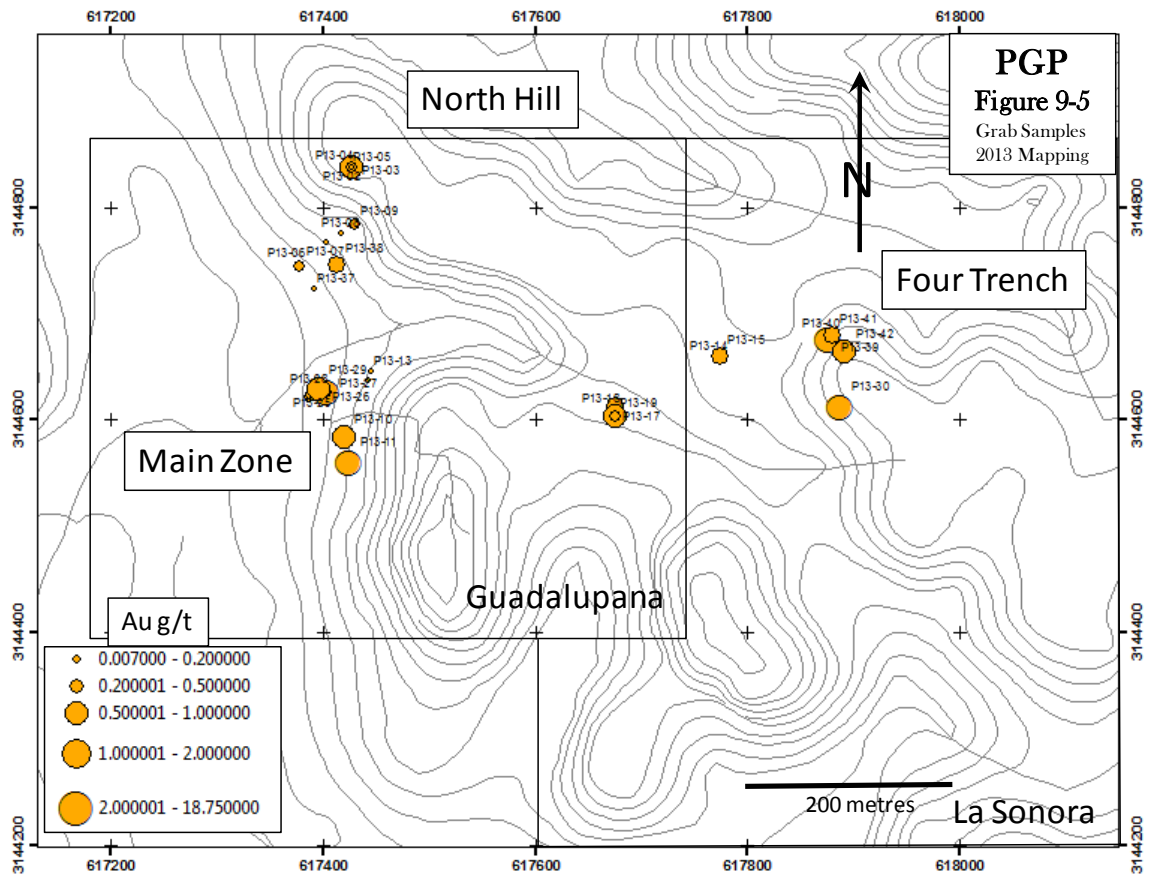 617200 617400 617600 617800 618000
PGP
Figure 9-5
Grab Samples
2013 Mapping
North Hill
N
3144800
3144800
P13-05
P13-03
P13-09
P13-38
P13-06
P13-07
P13-37
Four Trench
P13-41
P13-42
P13-39
P13-15
P13-14
P13-30
P13-13
P13-29
P13-27
P13-26
P13-10
P13-11
P13-19
P13-17
3144600
3144600
Main Zone
Guadalupana
3144400
3144400
Au g/t
0.007000 - 0.200000
0.200001 - 0.500000
0.500001 - 1.000000
1.000001 - 2.000000
2.000001 - 18.750000
200 metres
La Sonora
3144200
3144200
617200 617400 617600 617800 618000